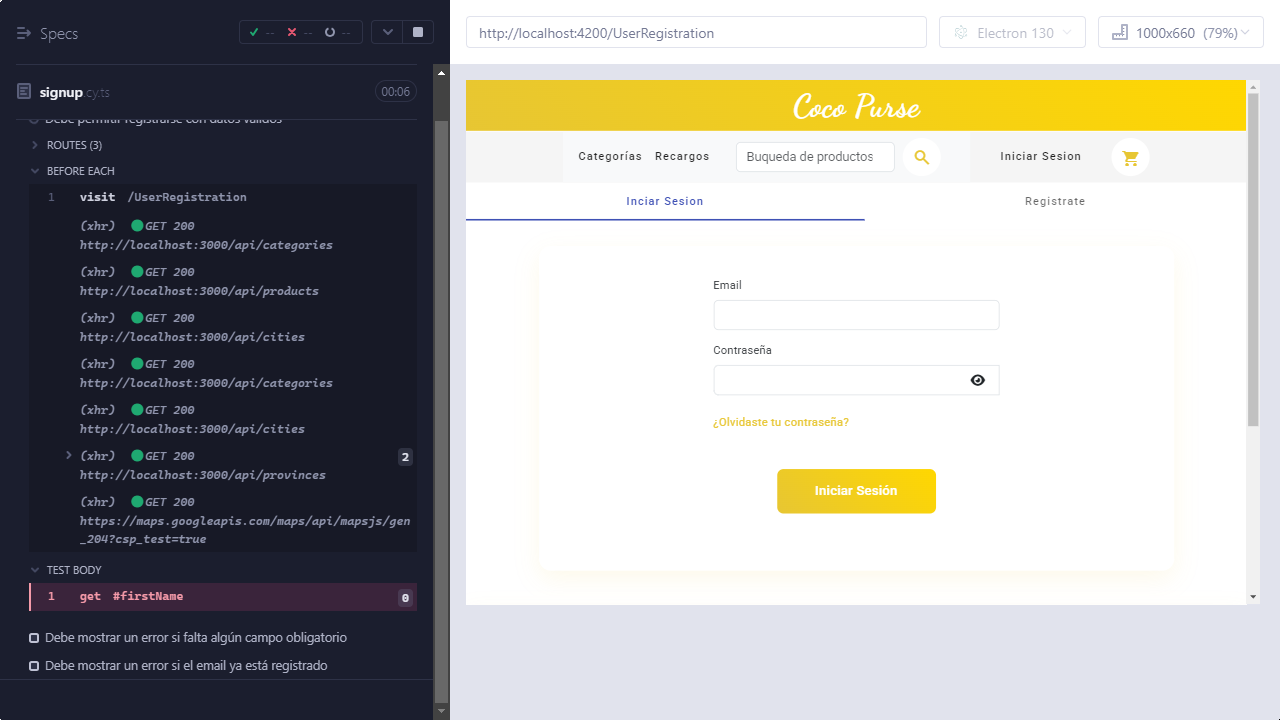 Specs
-- -- --
signup.cy.ts
00:06
Debe permitir registrarse con datos válidos
ROUTES (3)
BEFORE EACH
1 visit /UserRegistration
(xhr) GET 200
http://localhost:3000/api/categories
(xhr) GET 200
http://localhost:3000/api/products
(xhr) GET 200
http://localhost:3000/api/cities
(xhr) GET 200
http://localhost:3000/api/categories
(xhr) GET 200
http://localhost:3000/api/cities
(xhr) GET 200 2
http://localhost:3000/api/provinces
(xhr) GET 200
https://maps.googleapis.com/maps/api/mapsjs/gen
_204?csp_test=true
TEST BODY
1 get #firstName 0
Debe mostrar un error si falta algún campo obligatorio
Debe mostrar un error si el email ya está registrado
http://localhost:4200/UserRegistration
Electron 130
1000x660 (79%)
Coco Purse
Categorías Recargos Buqueda de productos Iniciar Sesion
Inciar Sesion Registrate
Email
Contraseña
¿Olvidaste tu contraseña?
Iniciar Sesión